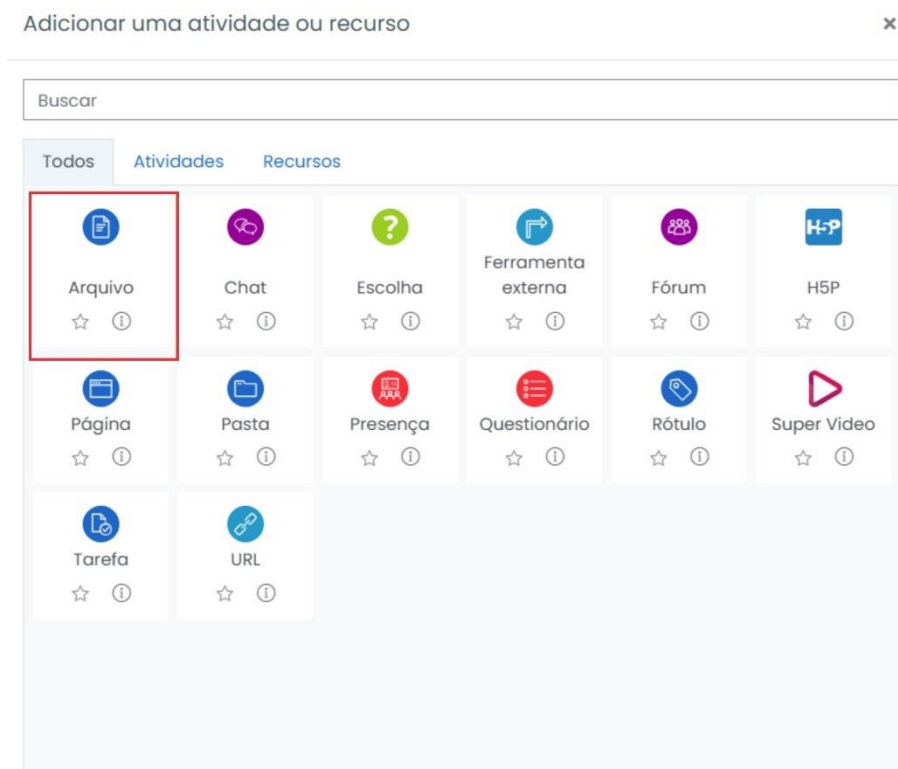 Adicionar uma atividade ou recurso
×
Buscar
Todos Atividades Recursos
Arquivo Chat Escolha Ferramenta externa Fórum H5P H5P
Página Pasta Presença Questionário Rótulo Super Video
Tarefa URL